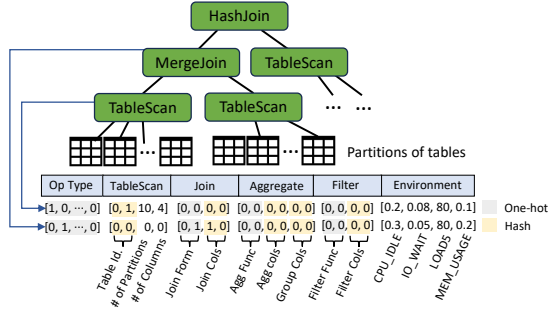 HashJoin
MergeJoin TableScan
TableScan TableScan ... ...
... ... Partitions of tables
Op Type TableScan Join Aggregate Filter Environment
[1, 0, ···, 0] [0, 1, 10, 4] [0, 0, 0, 0] [0, 0, 0, 0, 0, 0] [0, 0, 0, 0] [0.2, 0.08, 80, 0.1] One-hot
[0, 1, ···, 0] [0, 0, 0, 0] [0, 1, 1, 0] [0, 0, 0, 0, 0, 0] [0, 0, 0, 0] [0.3, 0.05, 80, 0.2] Hash
Table Id.
# of Partitions
# of Columns
Join Form
Join Cols
Agg Func
Agg cols
Group Cols
Filter Func
Filter Cols
CPU_IDLE
IO_WAIT
LOADS
MEM_USAGE